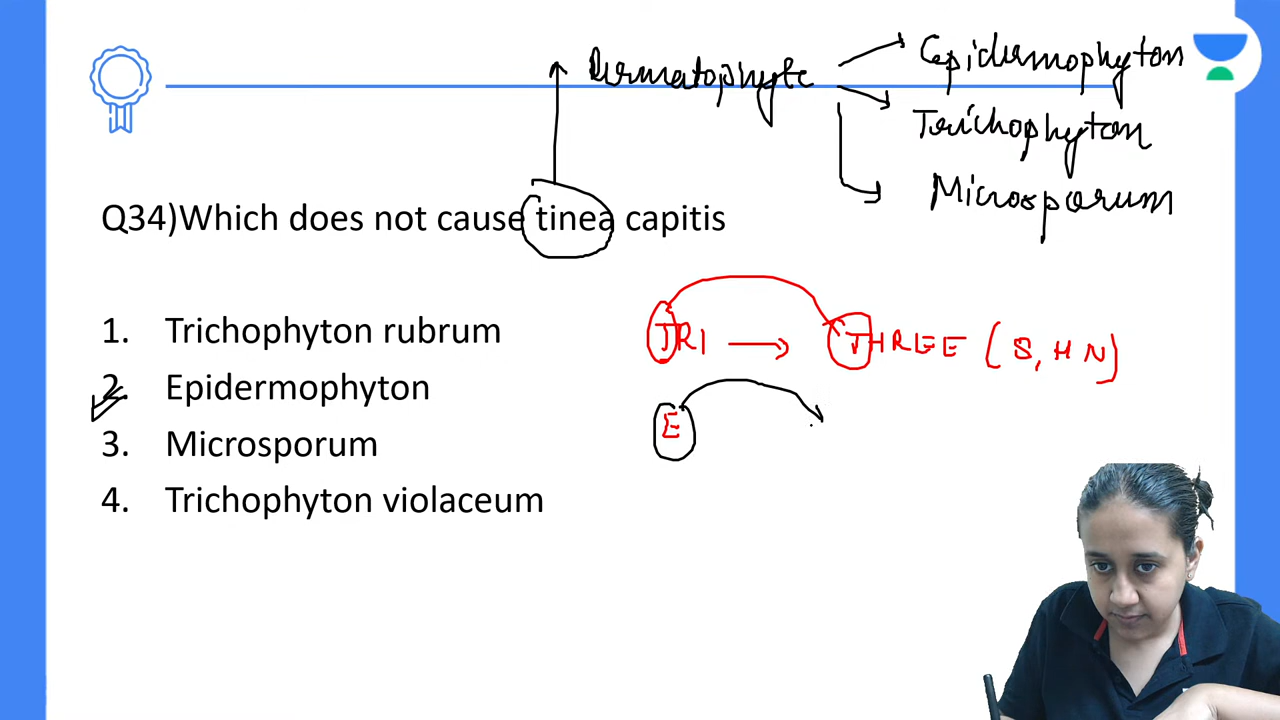 Dermatophyte
Epidermophyton
Trichophyton
Microsporum
Q34)Which does not cause tinea capitis
1. Trichophyton rubrum
2. Epidermophyton
3. Microsporum
4. Trichophyton violaceum
TRI → THREE (S, H N)
E